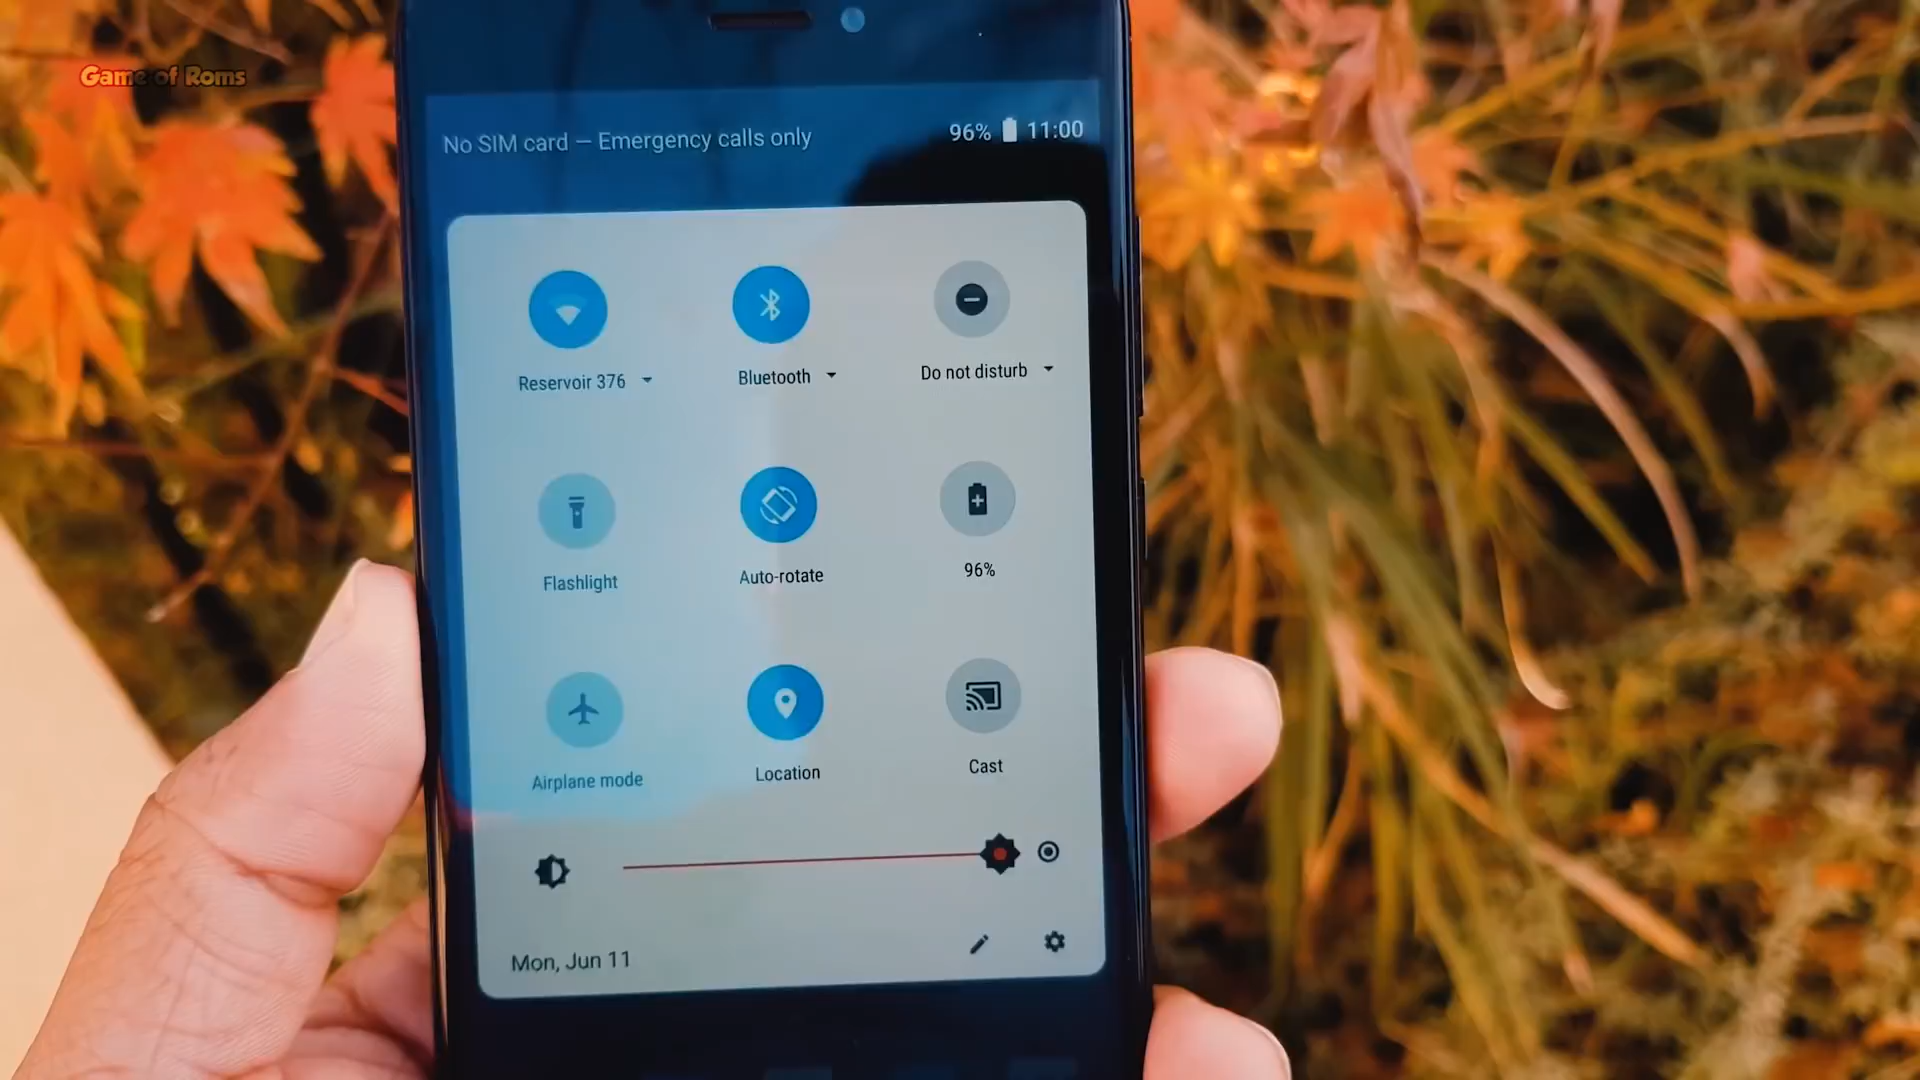 Game of Roms
No SIM card — Emergency calls only
96% 11:00
Reservoir 376
Bluetooth
Do not disturb
Flashlight
Auto-rotate
96%
Airplane mode
Location
Cast
Mon, Jun 11